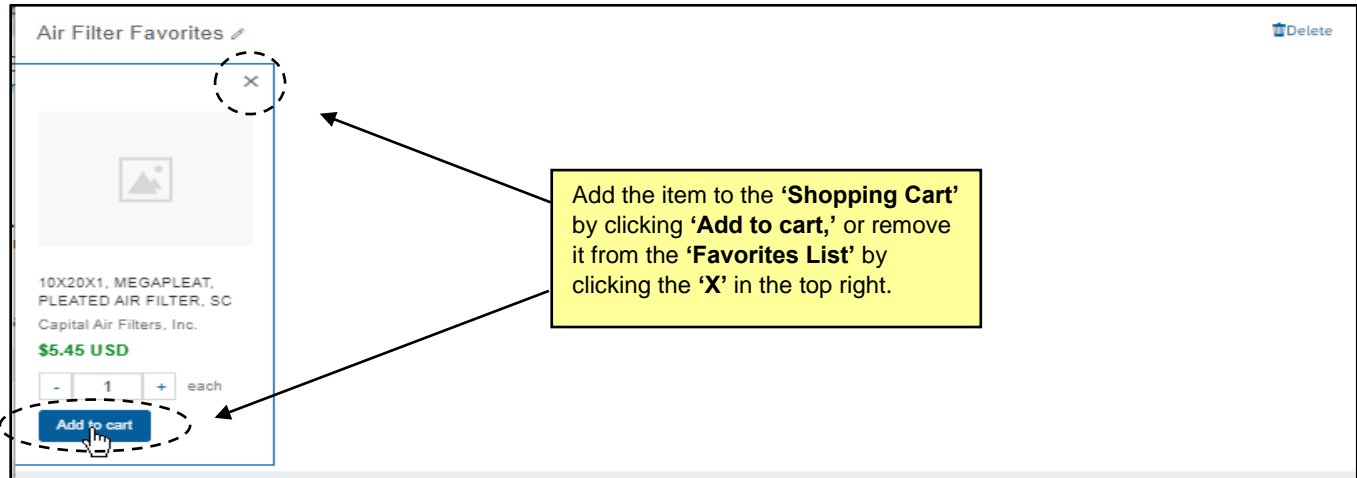 Air Filter Favorites
Delete
10X20X1, MEGAPLEAT,
PLEATED AIR FILTER, SC
Capital Air Filters, Inc.
$5.45 USD
- 1 + each
Add to cart
Add the item to the ‘Shopping Cart’
by clicking ‘Add to cart,’ or remove
it from the ‘Favorites List’ by
clicking the ‘X’ in the top right.